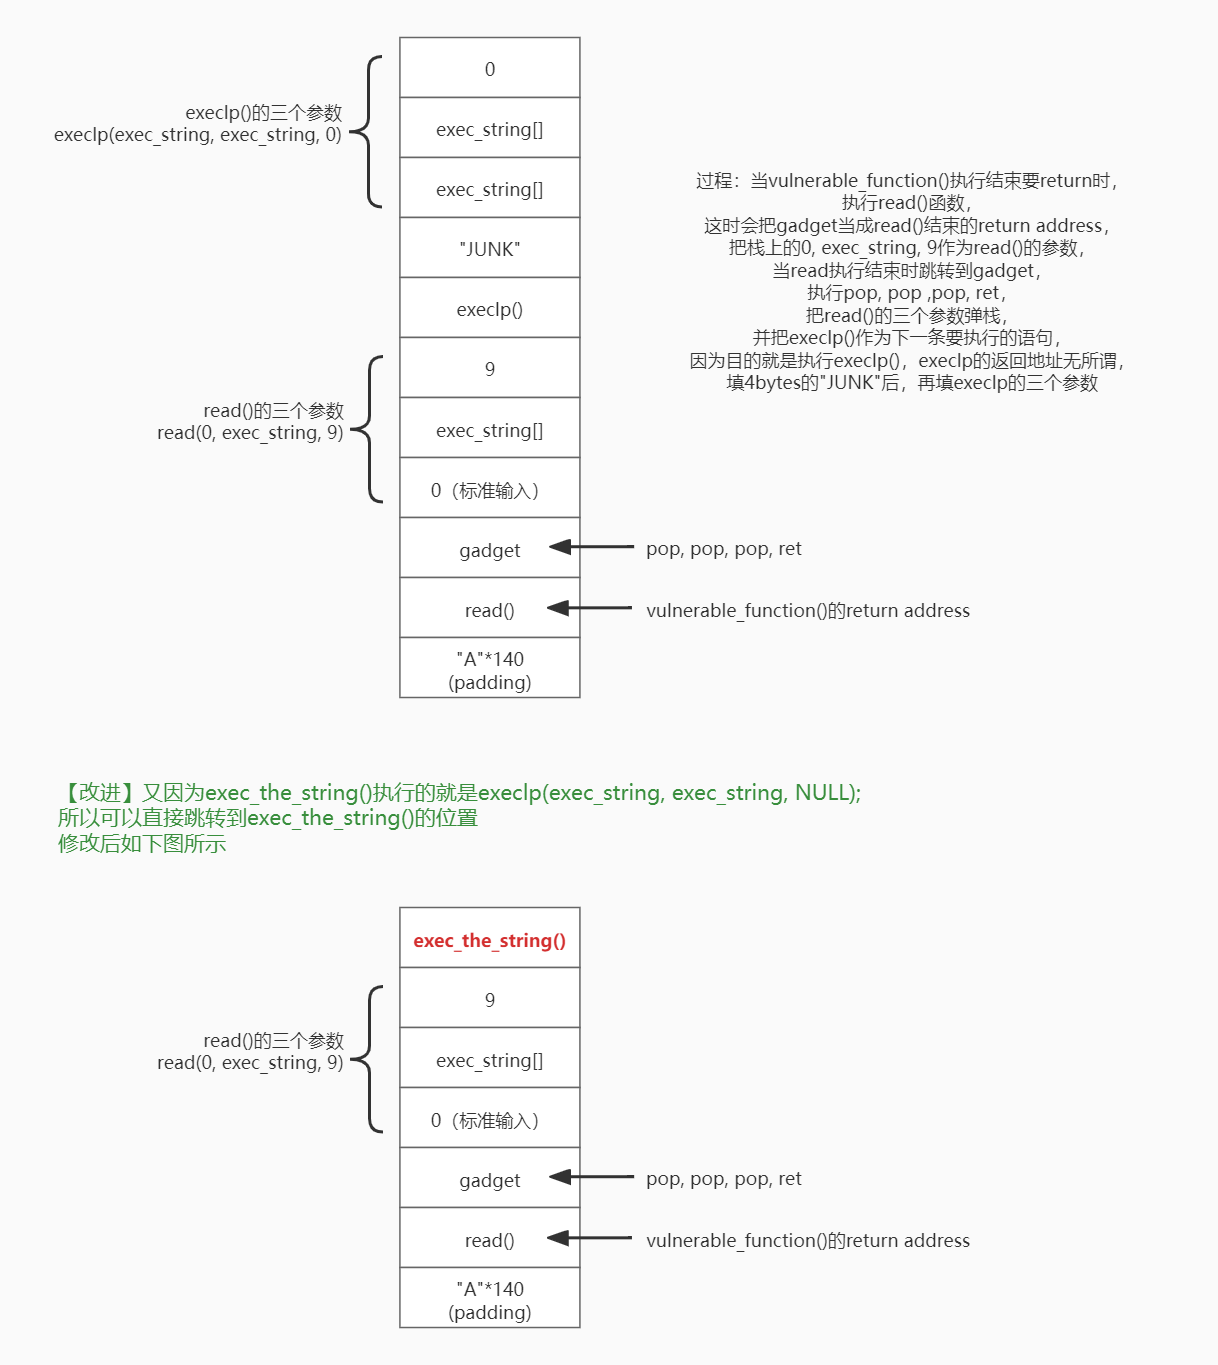 0
execlp()的三个参数
execlp(exec_string, exec_string, 0)
exec_string[]
exec_string[]
"JUNK"
execlp()
过程：当vulnerable_function()执行结束要return时，
执行read()函数，
这时会把gadget当成read()结束的return address，
把栈上的0, exec_string, 9作为read()的参数，
当read执行结束时跳转到gadget，
执行pop, pop ,pop, ret，
把read()的三个参数弹栈，
并把execlp()作为下一条要执行的语句，
因为目的就是执行execlp()，execlp的返回地址无所谓，
填4bytes的"JUNK"后，再填execlp的三个参数
9
read()的三个参数
read(0, exec_string, 9)
exec_string[]
0（标准输入）
gadget
pop, pop, pop, ret
read()
vulnerable_function()的return address
"A"*140
(padding)
【改进】又因为exec_the_string()执行的就是execlp(exec_string, exec_string, NULL);
所以可以直接跳转到exec_the_string()的位置
修改后如下图所示
exec_the_string()
9
read()的三个参数
read(0, exec_string, 9)
exec_string[]
0（标准输入）
gadget
pop, pop, pop, ret
read()
vulnerable_function()的return address
"A"*140
(padding)